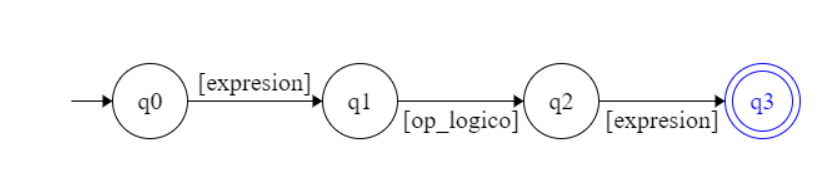 q0
[expresion]
q1
[op_logico]
q2
[expresion]
q3